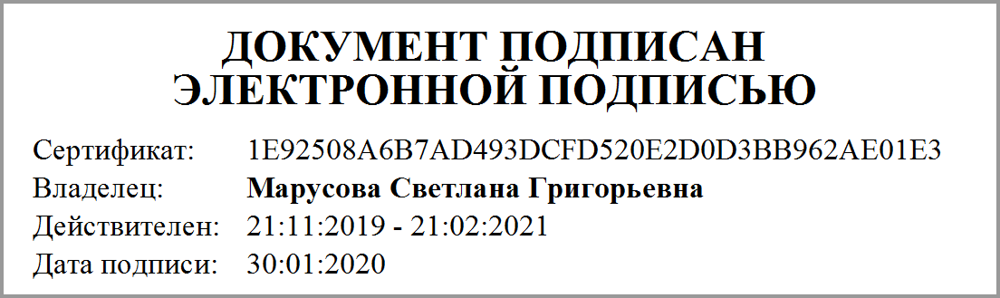 ДОКУМЕНТ ПОДПИСАН
ЭЛЕКТРОННОЙ ПОДПИСЬЮ
Сертификат: 1E92508A6B7AD493DCFD520E2D0D3BB962AE01E3
Владелец: Марусова Светлана Григорьевна
Действителен: 21:11:2019 - 21:02:2021
Дата подписи: 30:01:2020